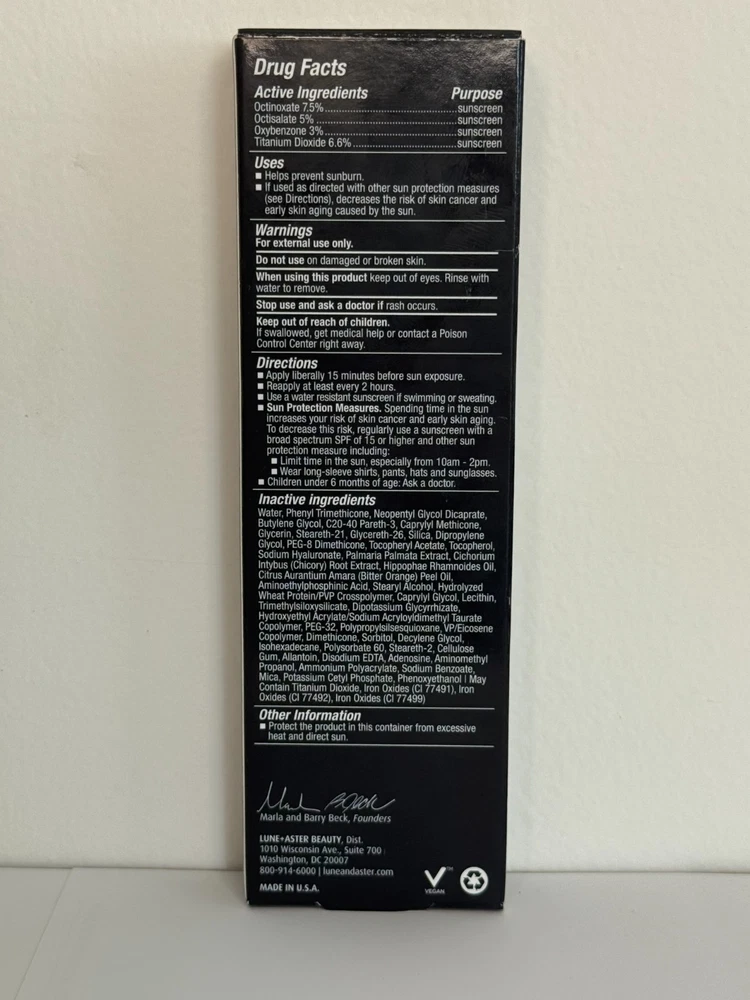 Drug Facts
Active Ingredients Purpose
Octinoxate 7.5%..............................sunscreen
Octisalate 5%..............................sunscreen
Oxybenzone 3%..............................sunscreen
Titanium Dioxide 6.6%..............................sunscreen
Uses
■ Helps prevent sunburn.
■ If used as directed with other sun protection measures
(see Directions), decreases the risk of skin cancer and
early skin aging caused by the sun.
Warnings
For external use only.
Do not use on damaged or broken skin.
When using this product keep out of eyes. Rinse with
water to remove.
Stop use and ask a doctor if rash occurs.
Keep out of reach of children.
If swallowed, get medical help or contact a Poison
Control Center right away.
Directions
■ Apply liberally 15 minutes before sun exposure.
■ Reapply at least every 2 hours.
■ Use a water resistant sunscreen if swimming or sweating.
■ Sun Protection Measures. Spending time in the sun
increases your risk of skin cancer and early skin aging.
To decrease this risk, regularly use a sunscreen with a
broad spectrum SPF of 15 or higher and other sun
protection measure including:
■ Limit time in the sun, especially from 10am - 2pm.
■ Wear long-sleeve shirts, pants, hats and sunglasses.
■ Children under 6 months of age: Ask a doctor.
Inactive ingredients
Water, Phenyl Trimethicone, Neopentyl Glycol Dicaprate,
Butylene Glycol, C20-40 Pareth-3, Caprylyl Methicone,
Glycerin, Steareth-21, Glycereth-26, Silica, Dipropylene
Glycol, PEG-8 Dimethicone, Tocopheryl Acetate, Tocopherol,
Sodium Hyaluronate, Palmaria Palmata Extract, Cichorium
Intybus (Chicory) Root Extract, Hippophae Rhamnoides Oil,
Citrus Aurantium Amara (Bitter Orange) Peel Oil,
Aminoethylphosphinic Acid, Stearyl Alcohol, Hydrolyzed
Wheat Protein/PVP Crosspolymer, Caprylyl Glycol, Lecithin,
Trimethylsiloxysilicate, Dipotassium Glycyrrhizate,
Hydroxyethyl Acrylate/Sodium Acryloyldimethyl Taurate
Copolymer, PEG-32, Polypropylsilsesquioxane, VP/Eicosene
Copolymer, Dimethicone, Sorbitol, Decylene Glycol,
Isohexadecane, Polysorbate 60, Steareth-2, Cellulose
Gum, Allantoin, Disodium EDTA, Adenosine, Aminomethyl
Propanol, Ammonium Polyacrylate, Sodium Benzoate,
Mica, Potassium Cetyl Phosphate, Phenoxyethanol | May
Contain Titanium Dioxide, Iron Oxides (CI 77491), Iron
Oxides (CI 77492), Iron Oxides (CI 77499)
Other Information
■ Protect the product in this container from excessive
heat and direct sun.
Marla and Barry Beck, Founders
LUNE+ASTER BEAUTY, Dist.
1010 Wisconsin Ave., Suite 700
Washington, DC 20007
800-914-6000 | luneandaster.com
MADE IN U.S.A.
V™
VEGAN